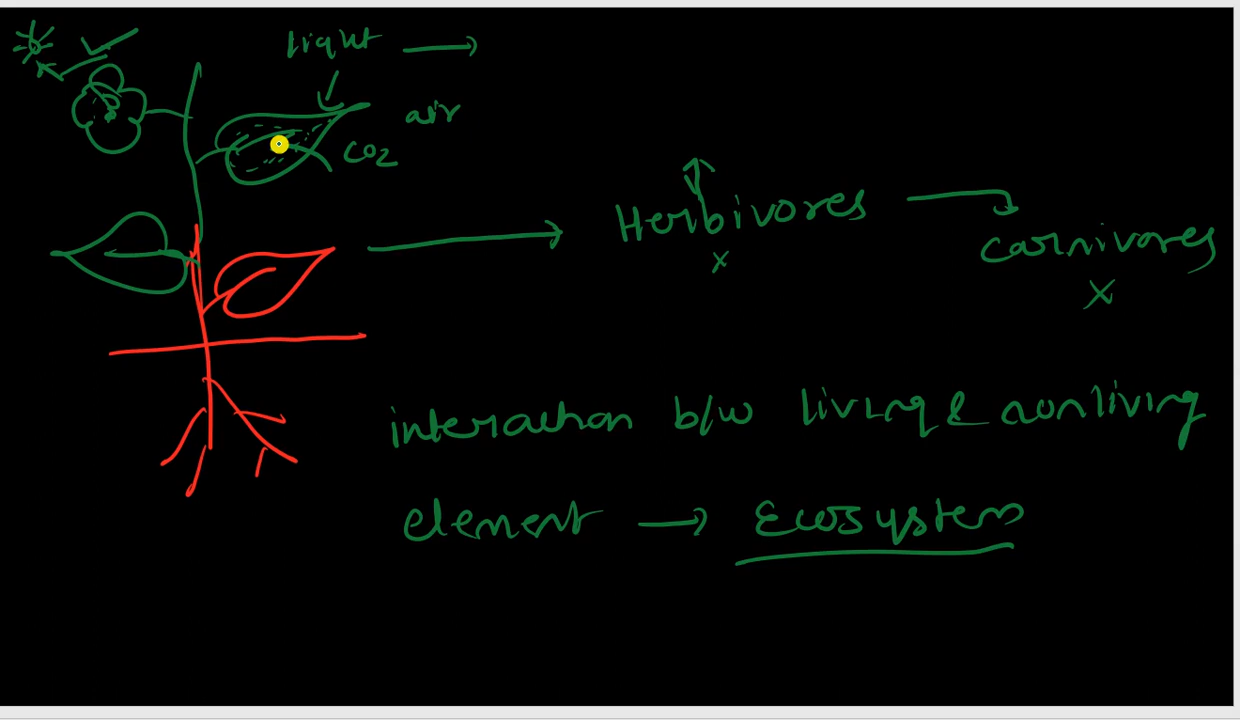 light →
air
CO2
→ Herbivores → carnivores
x x
interaction b/w living & nonliving
element → Ecosystem